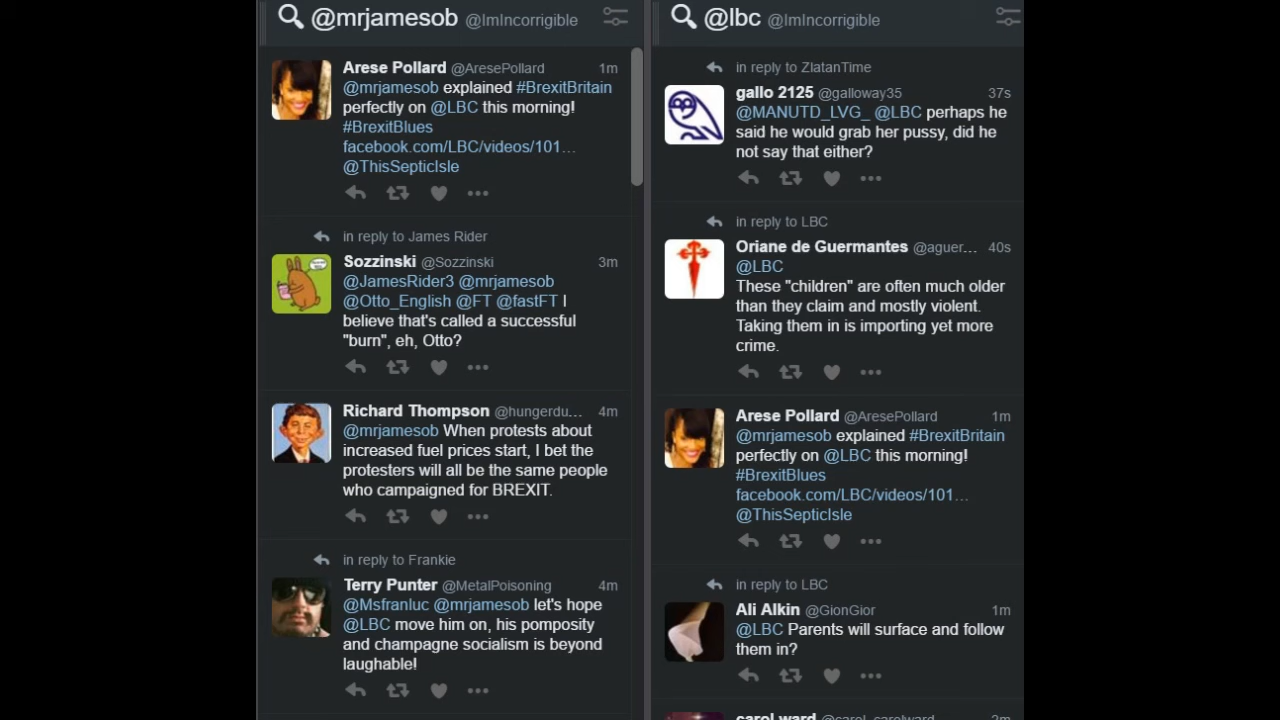 @mrjamesob @ImIncorrigible
Arese Pollard @AresePollard 1m
@mrjamesob explained #BrexitBritain
perfectly on @LBC this morning!
#BrexitBlues
facebook.com/LBC/videos/101…
@ThisSepticIsle
in reply to James Rider
Sozzinski @Sozzinski 3m
@JamesRider3 @mrjamesob
@Otto_English @FT @fastFT I
believe that's called a successful
"burn", eh, Otto?
Richard Thompson @hungerdu… 4m
@mrjamesob When protests about
increased fuel prices start, I bet the
protesters will all be the same people
who campaigned for BREXIT.
in reply to Frankie
Terry Punter @MetalPoisoning 4m
@Msfranluc @mrjamesob let's hope
@LBC move him on, his pomposity
and champagne socialism is beyond
laughable!
@lbc @ImIncorrigible
in reply to ZlatanTime
gallo 2125 @galloway35 37s
@MANUTD_LVG_ @LBC perhaps he
said he would grab her pussy, did he
not say that either?
in reply to LBC
Oriane de Guermantes @aguer… 40s
@LBC
These "children" are often much older
than they claim and mostly violent.
Taking them in is importing yet more
crime.
Arese Pollard @AresePollard 1m
@mrjamesob explained #BrexitBritain
perfectly on @LBC this morning!
#BrexitBlues
facebook.com/LBC/videos/101…
@ThisSepticIsle
in reply to LBC
Ali Alkin @GionGior 1m
@LBC Parents will surface and follow
them in?
carol ward @carol_carolward 2m